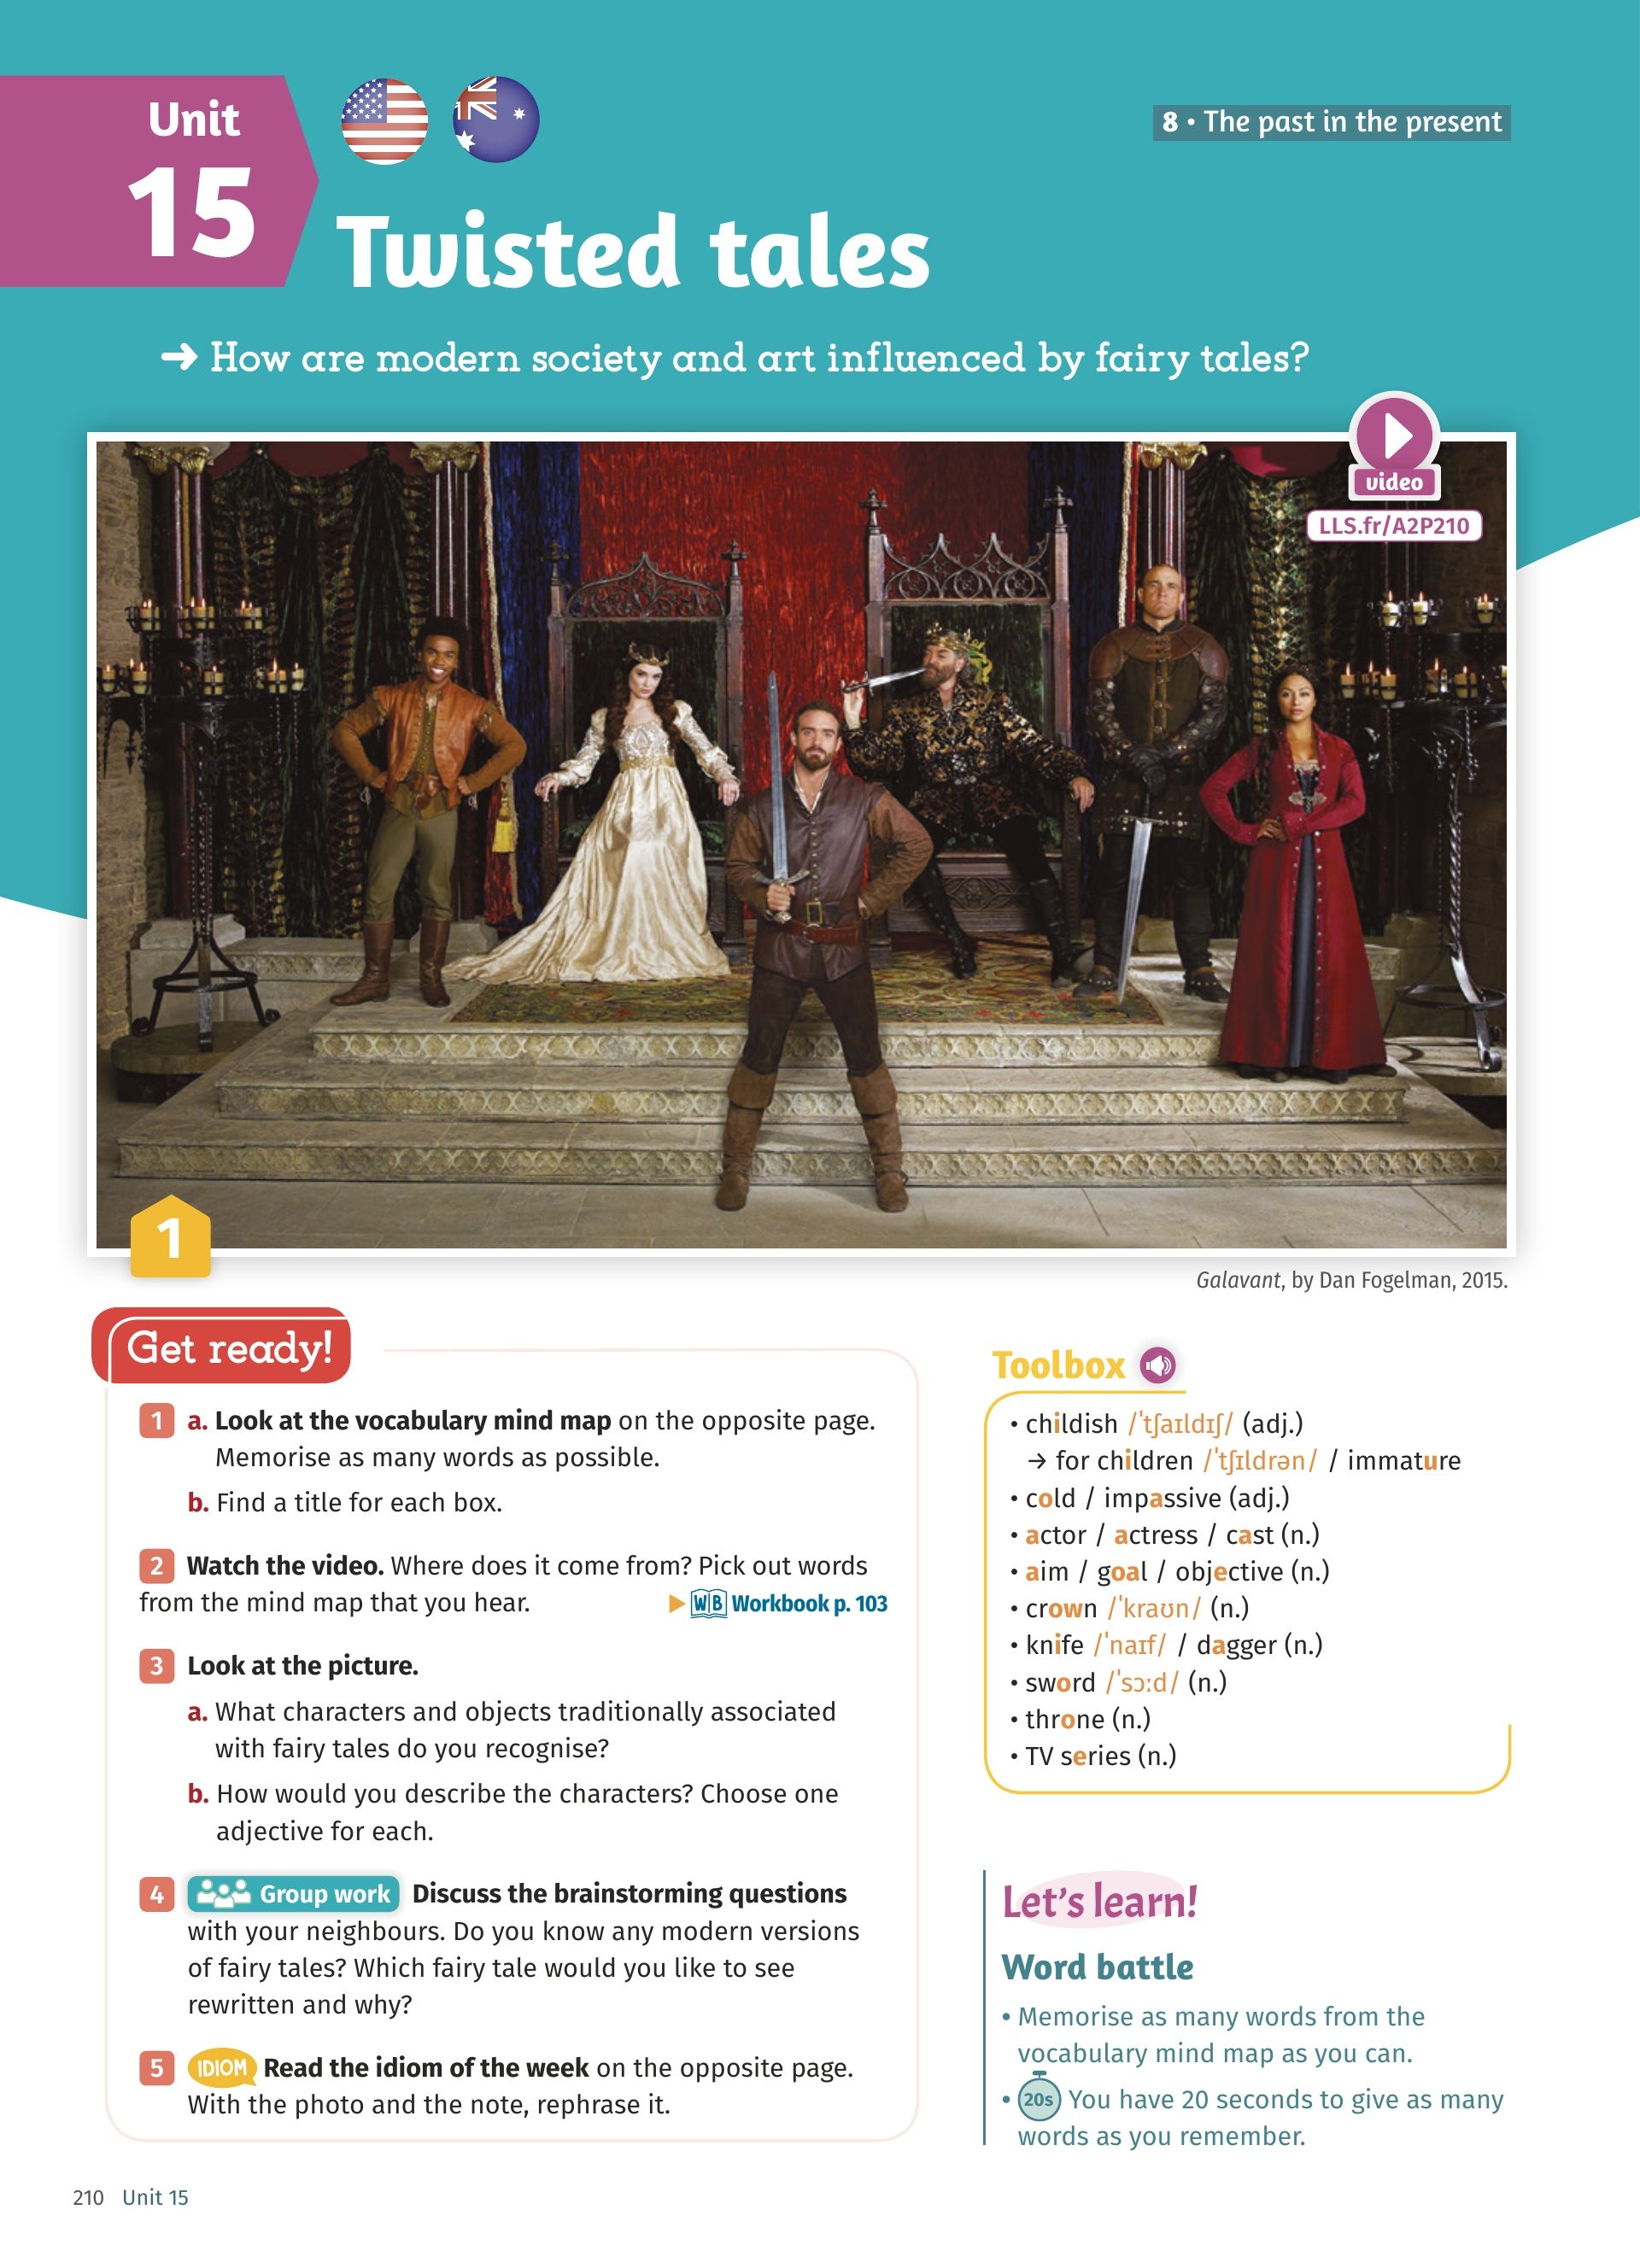 Unit
15
8 • The past in the present
Twisted tales
➜ How are modern society and art influenced by fairy tales?
video
LLS.fr/A2P210
1
Galavant, by Dan Fogelman, 2015.
Get ready!
1 a. Look at the vocabulary mind map on the opposite page.
Memorise as many words as possible.
b. Find a title for each box.
2 Watch the video. Where does it come from? Pick out words
from the mind map that you hear.
▶ WB Workbook p. 103
3 Look at the picture.
a. What characters and objects traditionally associated
with fairy tales do you recognise?
b. How would you describe the characters? Choose one
adjective for each.
4 Group work Discuss the brainstorming questions
with your neighbours. Do you know any modern versions
of fairy tales? Which fairy tale would you like to see
rewritten and why?
5 IDIOM Read the idiom of the week on the opposite page.
With the photo and the note, rephrase it.
Toolbox
• childish /ˈtʃaɪldɪʃ/ (adj.)
→ for children /ˈtʃɪldrən/ / immature
• cold / impassive (adj.)
• actor / actress / cast (n.)
• aim / goal / objective (n.)
• crown /ˈkraʊn/ (n.)
• knife /ˈnaɪf/ / dagger (n.)
• sword /ˈsɔːd/ (n.)
• throne (n.)
• TV series (n.)
Let's learn!
Word battle
• Memorise as many words from the
vocabulary mind map as you can.
• 20s You have 20 seconds to give as many
words as you remember.
210 Unit 15